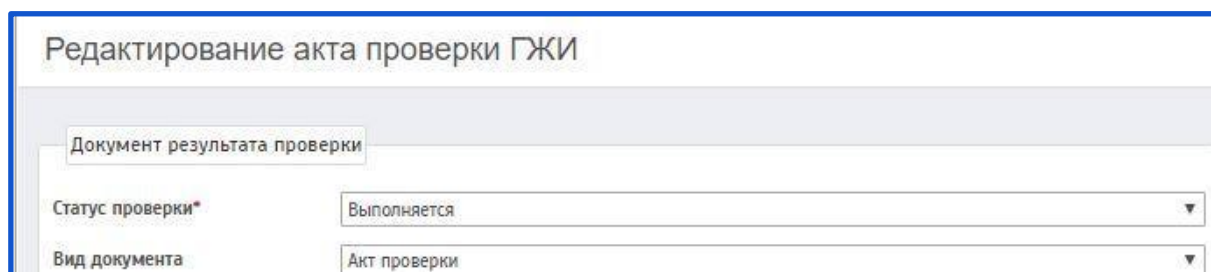 Редактирование акта проверки ГЖИ
Документ результата проверки
Статус проверки* Выполняется
Вид документа Акт проверки